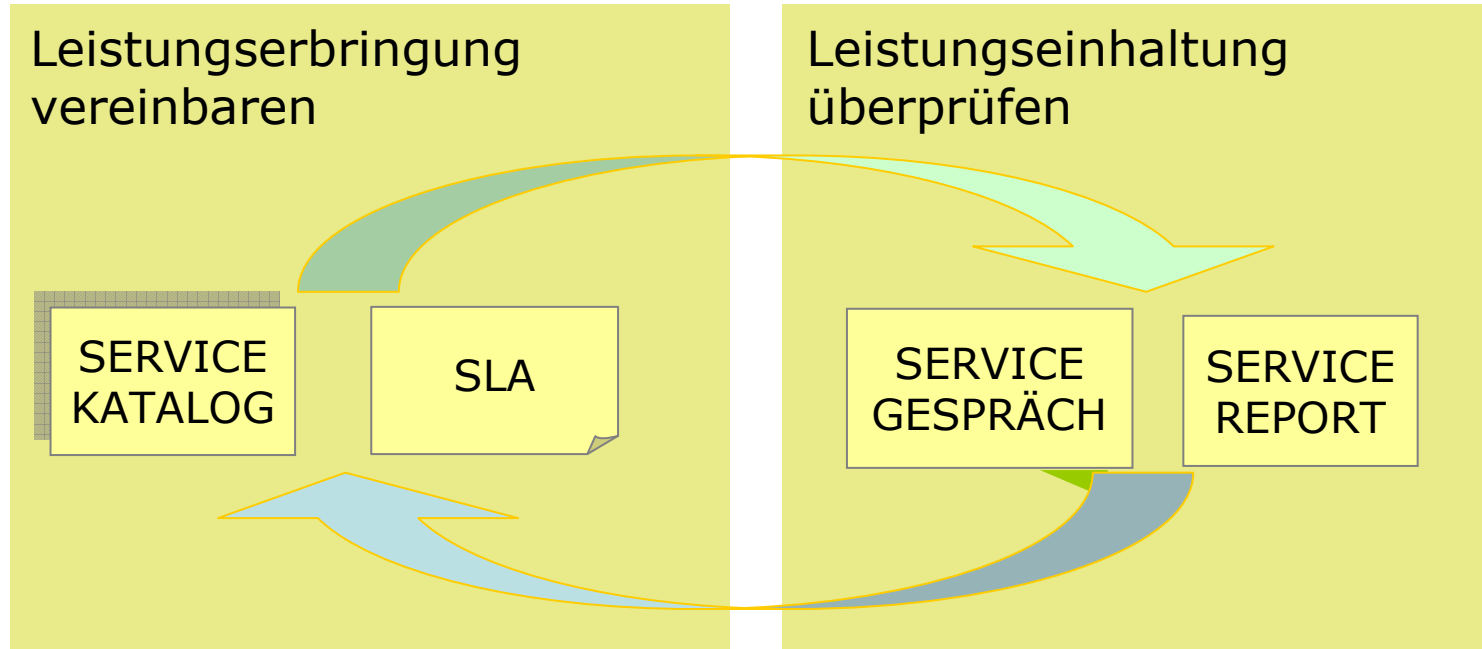 Leistungserbringung
vereinbaren
Leistungseinhaltung
überprüfen
SERVICE
KATALOG
SLA
SERVICE
GESPRÄCH
SERVICE
REPORT